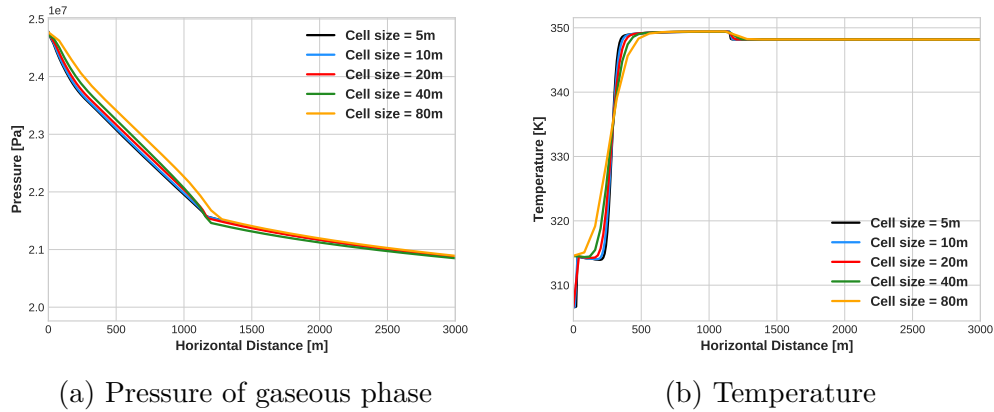 1e7
2.5
2.4
2.3
2.2
2.1
2.0
Pressure [Pa]
Cell size = 5m
Cell size = 10m
Cell size = 20m
Cell size = 40m
Cell size = 80m
0 500 1000 1500 2000 2500 3000
Horizontal Distance [m]
(a) Pressure of gaseous phase
350
340
330
320
310
Temperature [K]
Cell size = 5m
Cell size = 10m
Cell size = 20m
Cell size = 40m
Cell size = 80m
0 500 1000 1500 2000 2500 3000
Horizontal Distance [m]
(b) Temperature